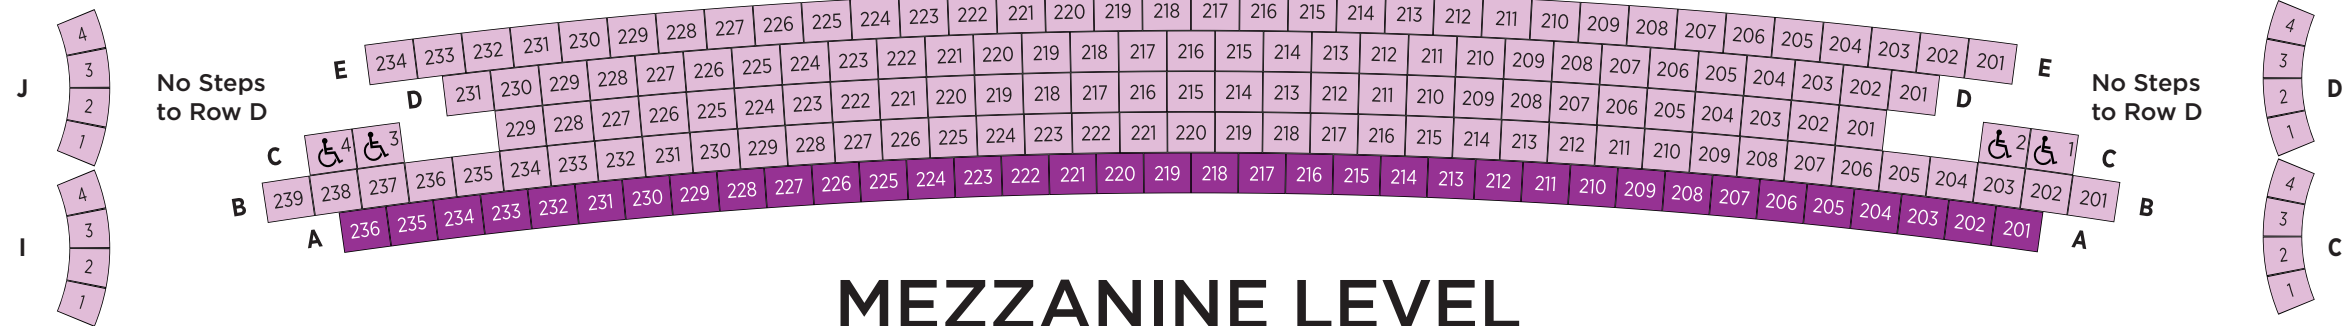 4
3
2
1
J
No Steps
to Row D
E 234 233 232 231 230 229 228 227 226 225 224 223 222 221 220 219 218 217 216 215 214 213 212 211 210 209 208 207 206 205 204 203 202 201 E
D 231 230 229 228 227 226 225 224 223 222 221 220 219 218 217 216 215 214 213 212 211 210 209 208 207 206 205 204 203 202 201 D
C 4 3 229 228 227 226 225 224 223 222 221 220 219 218 217 216 215 214 213 212 211 210 209 208 207 206 205 204 203 202 201 2 1 C
B 239 238 237 236 235 234 233 232 231 230 229 228 227 226 225 224 223 222 221 220 219 218 217 216 215 214 213 212 211 210 209 208 207 206 205 204 203 202 201 B
A 236 235 234 233 232 231 230 229 228 227 226 225 224 223 222 221 220 219 218 217 216 215 214 213 212 211 210 209 208 207 206 205 204 203 202 201 A
No Steps
to Row D
4
3
2
1
D
4
3
2
1
I
4
3
2
1
C
MEZZANINE LEVEL